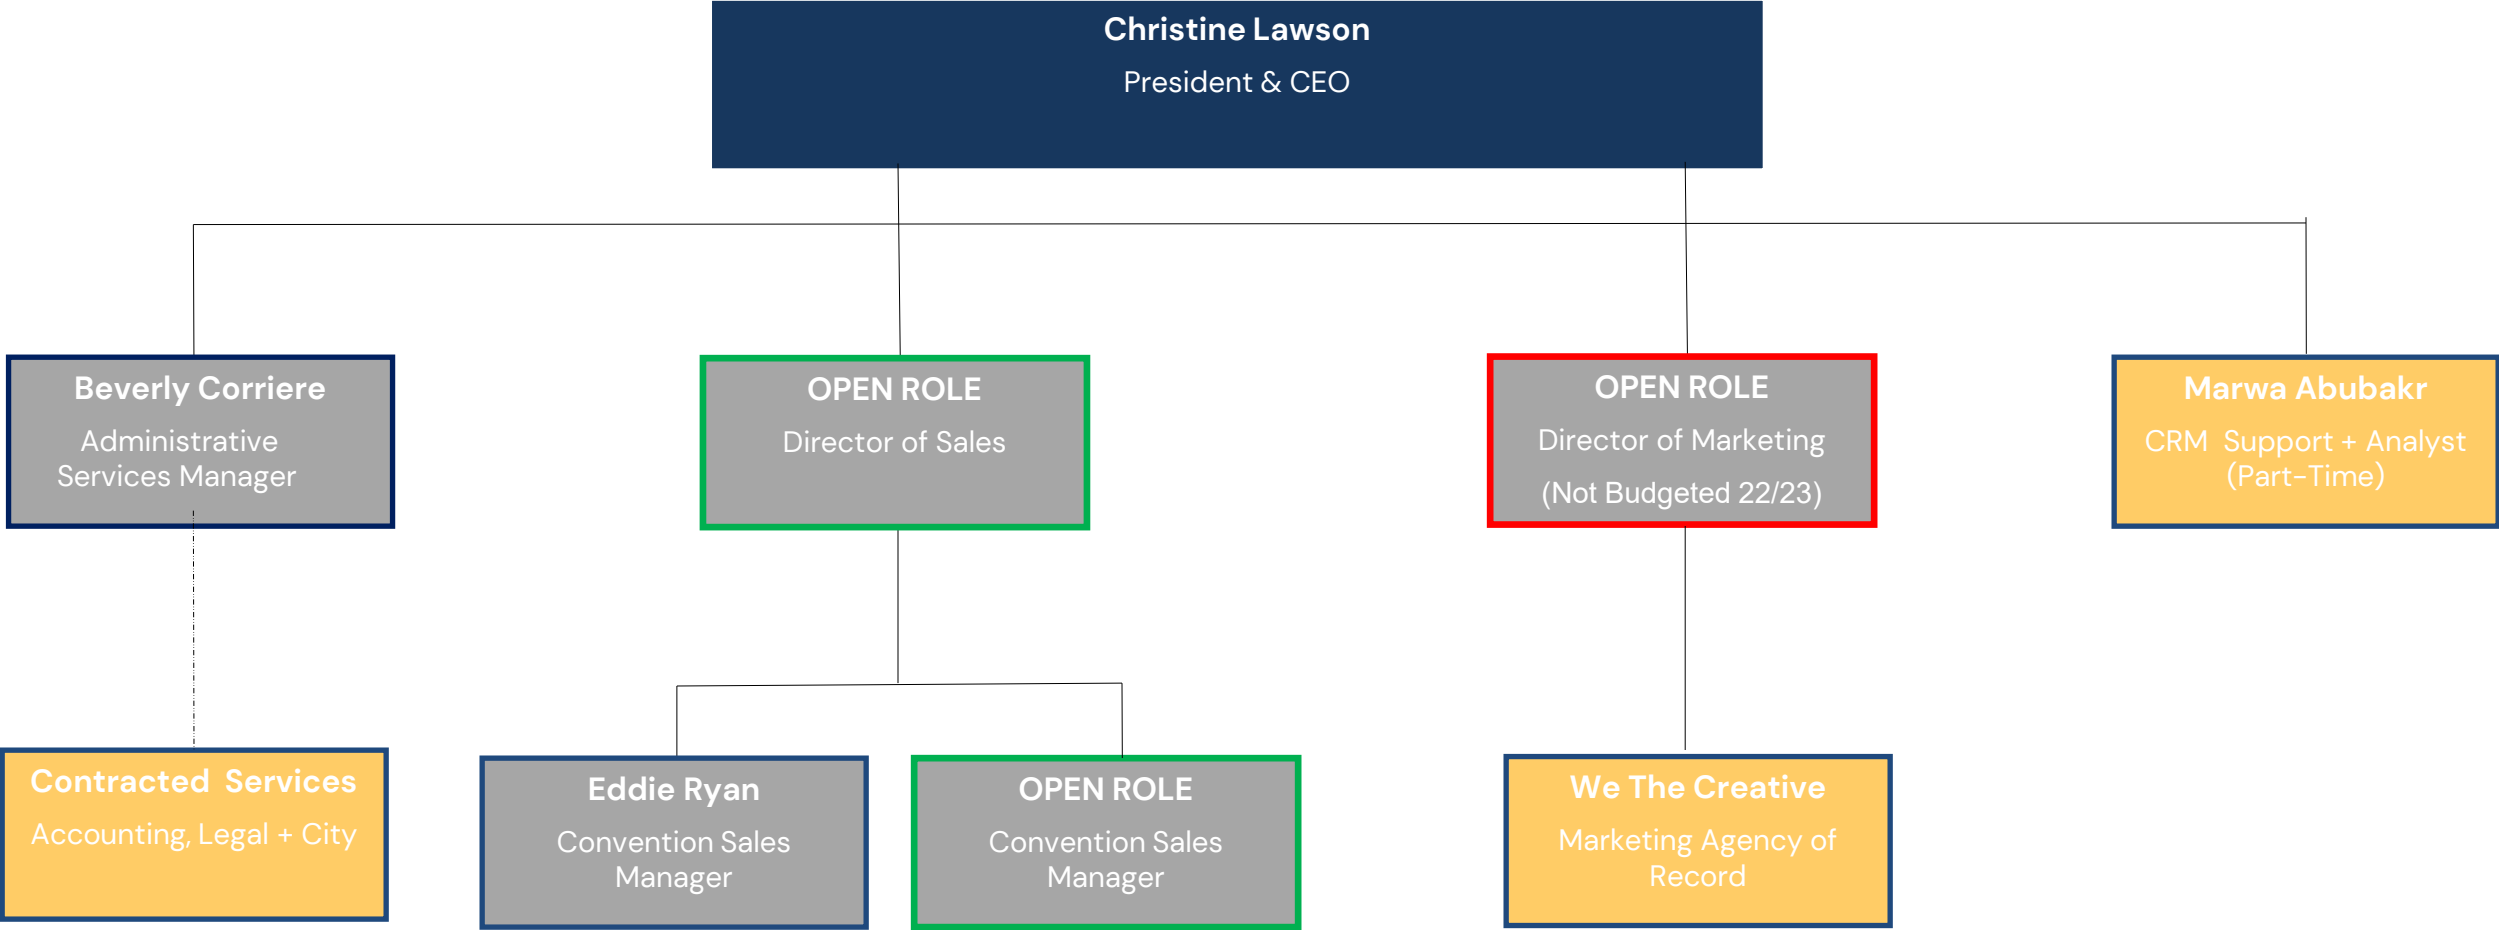 Christine Lawson
President & CEO
Beverly Corriere
Administrative
Services Manager
OPEN ROLE
Director of Sales
OPEN ROLE
Director of Marketing
(Not Budgeted 22/23)
Marwa Abubakr
CRM Support + Analyst
(Part-Time)
Contracted Services
Accounting, Legal + City
Eddie Ryan
Convention Sales
Manager
OPEN ROLE
Convention Sales
Manager
We The Creative
Marketing Agency of
Record